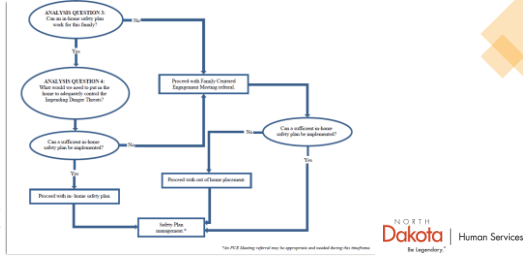 ANALYSIS QUESTION 3:
Can an in-home safety plan
work for this family?
No
Yes
ANALYSIS QUESTION 4:
What would we need to put in the
home to adequately control the
Impending Danger Threats?
Proceed with Family Centered
Engagement Meeting referral.
Can a sufficient in-home
safety plan be implemented?
No
Yes
Can a sufficient in-home
safety plan be implemented?
No
Yes
Proceed with in-home safety plan.
Proceed with out of home placement
Safety Plan
management.*
*An FCE Meeting referral may be appropriate and needed during this timeframe.
NORTH
Dakota | Human Services
Be Legendary.™